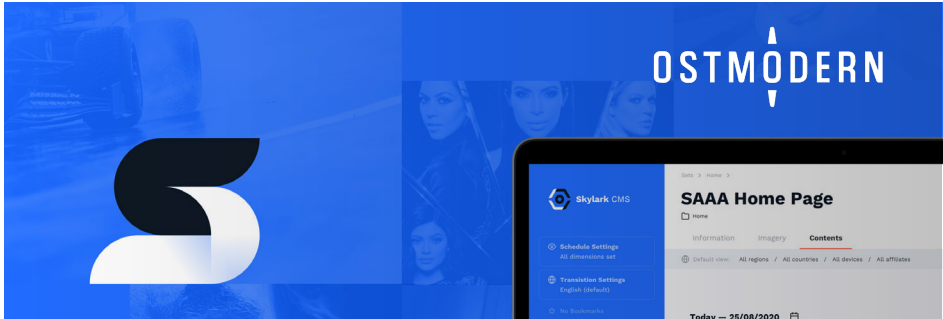 OSTMODERN
Sets > Home >
Skylark CMS
SAAA Home Page
Home
Information Imagery Contents
Schedule Settings
All dimensions set
Default view: All regions / All countries / All devices / All affiliates
Transistion Settings
English (default)
No Bookmarks
Today — 25/08/2020